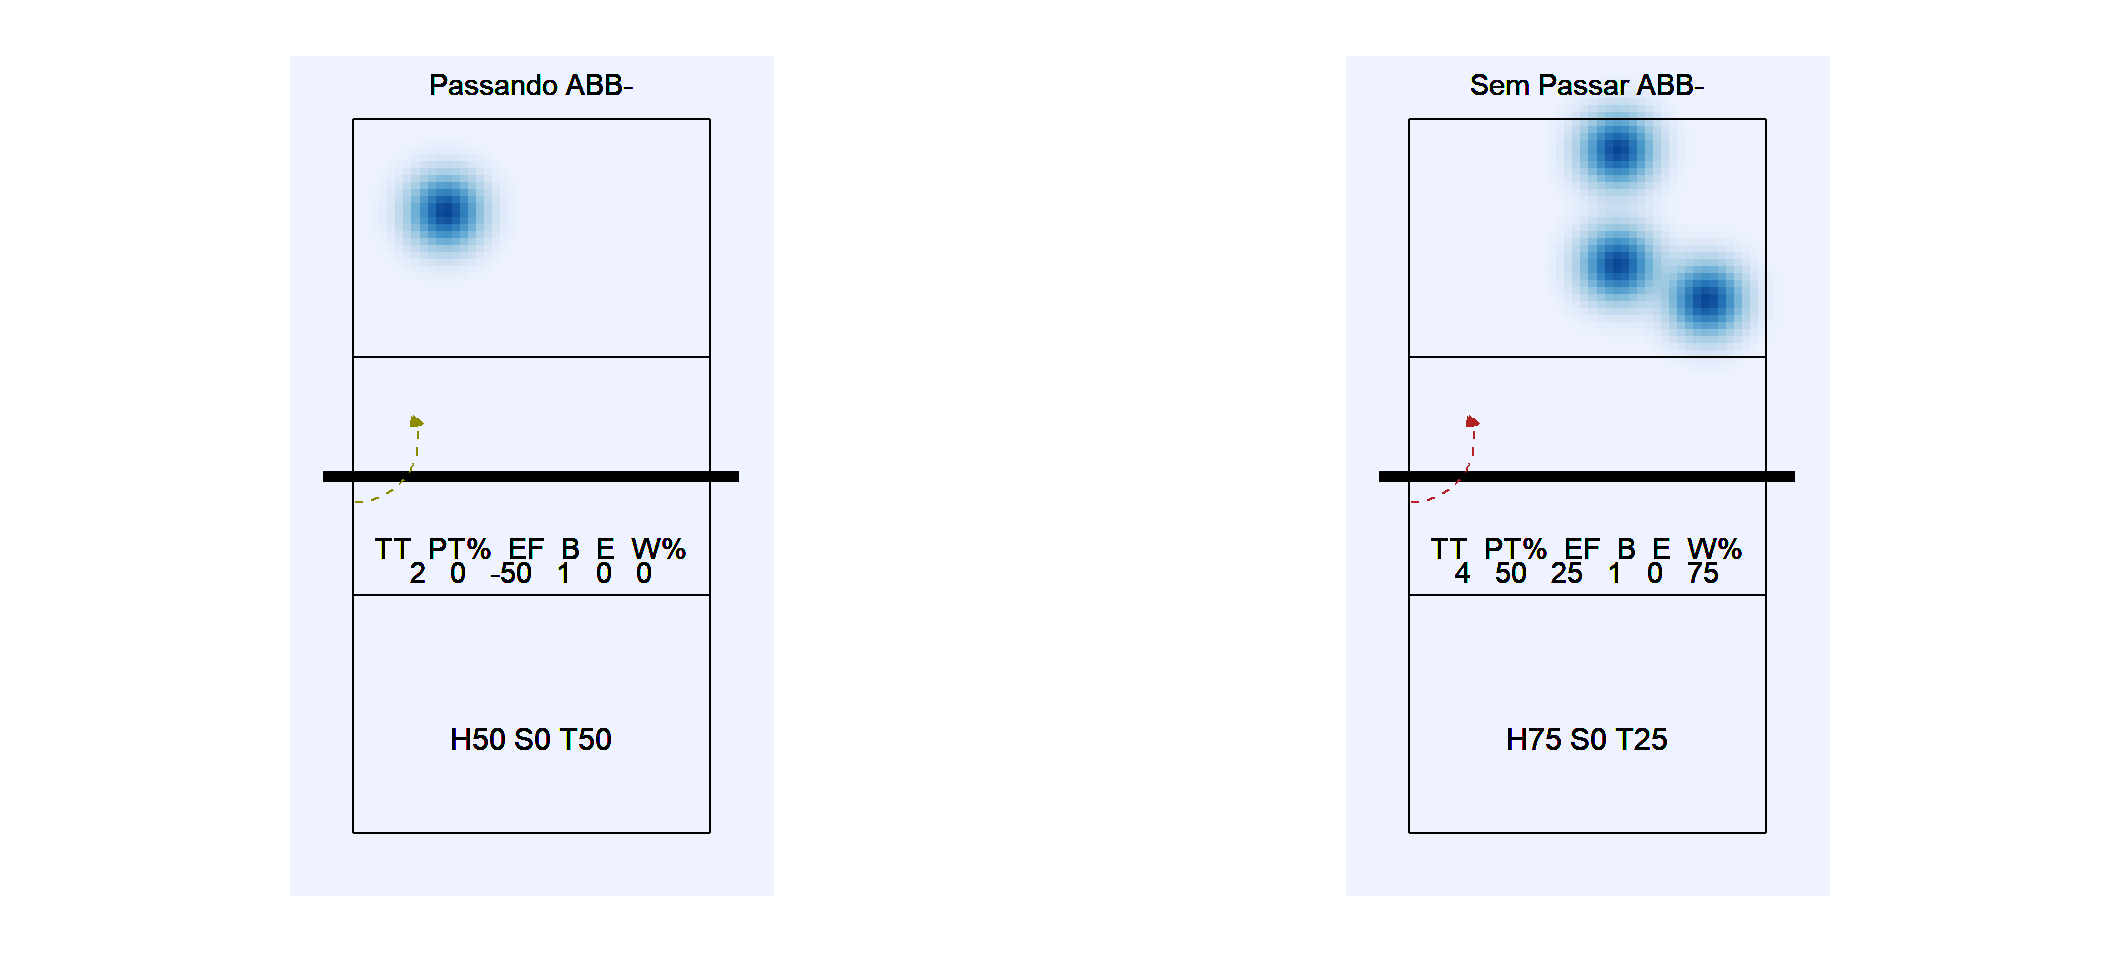 Passando ABB-
TT PT% EF B E W%
2 0 -50 1 0 0
H50 S0 T50
Sem Passar ABB-
TT PT% EF B E W%
4 50 25 1 0 75
H75 S0 T25